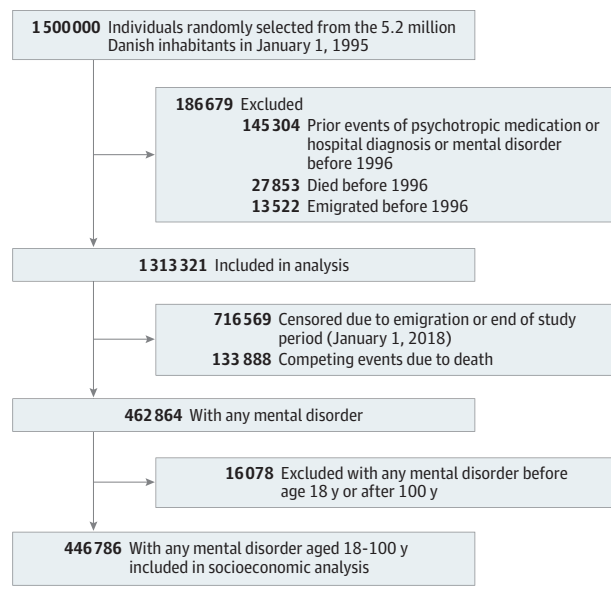 1500000 Individuals randomly selected from the 5.2 million
Danish inhabitants in January 1, 1995
186679 Excluded
145304 Prior events of psychotropic medication or
hospital diagnosis or mental disorder
before 1996
27853 Died before 1996
13522 Emigrated before 1996
1313321 Included in analysis
716569 Censored due to emigration or end of study
period (January 1, 2018)
133888 Competing events due to death
462864 With any mental disorder
16078 Excluded with any mental disorder before
age 18 y or after 100 y
446786 With any mental disorder aged 18-100 y
included in socioeconomic analysis